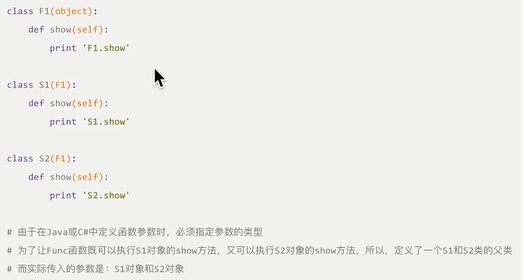 class F1(object):
    def show(self):
        print 'F1.show'
class S1(F1):
    def show(self):
        print 'S1.show'
class S2(F1):
    def show(self):
        print 'S2.show'
# 由于在Java或C#中定义函数参数时，必须指定参数的类型
# 为了让Func函数既可以执行S1对象的show方法，又可以执行S2对象的show方法，所以，定义了一个S1和S2类的父类
# 而实际传入的参数是：S1对象和S2对象